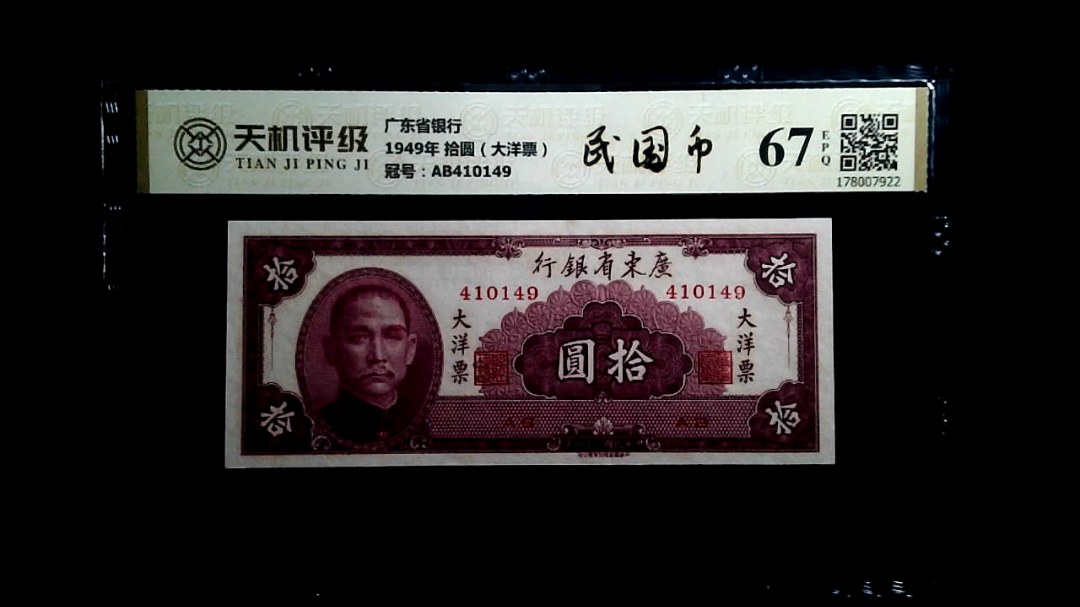 天机评级
TIAN JI PING JI
广东省银行
1949年 拾圆（大洋票）
冠号：AB410149
民国币
67
EPQ
178007922
行銀省東廣
410149 410149
拾 拾
大洋票 大洋票
圓拾
拾 拾